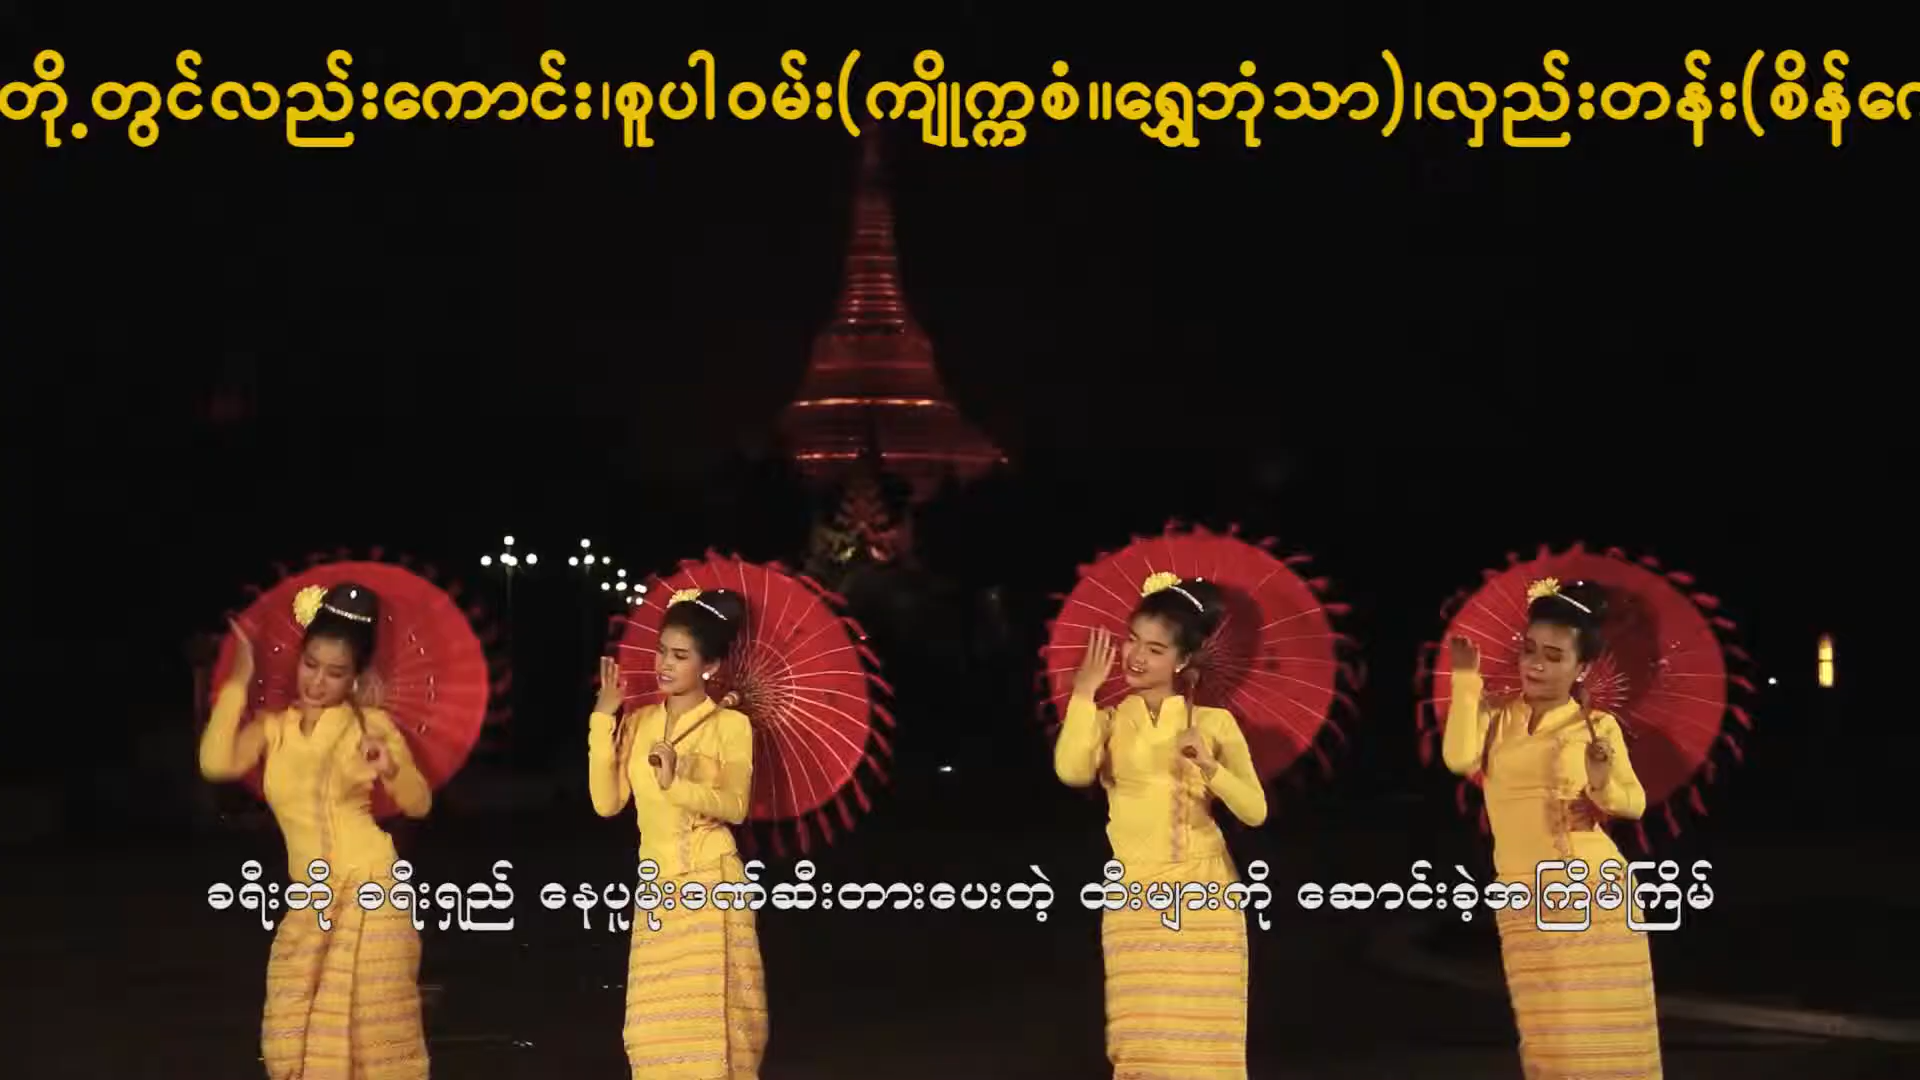 တို့တွင်လည်းကောင်း၊စူပါဝမ်း(ကျိုက္ကစံ။ရွှေဘုံသာ)၊လှည်းတန်း(စိန်
ခရီးတို ခရီးရှည် နေပူမိုးဒဏ်ဆီးတားပေးတဲ့ ထီးများကို ဆောင်းခဲ့အကြိမ်ကြိမ်